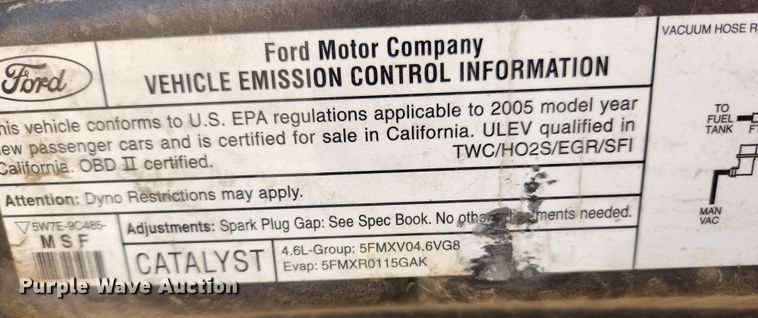 Ford
Ford Motor Company
VEHICLE EMISSION CONTROL INFORMATION
his vehicle conforms to U.S. EPA regulations applicable to 2005 model year
ew passenger cars and is certified for sale in California. ULEV qualified in
California. OBD II certified.
TWC/HO2S/EGR/SFI
Attention: Dyno Restrictions may apply.
5W7E-9C485-
MSF
Adjustments: Spark Plug Gap: See Spec Book. No ments needed.
CATALYST
4.6L-Group: 5FMXV04.6VG8
Evap: 5FMXR0115GAK
VACUUM HOSE R
TO
FUEL
TANK
MAN
VAC
Purple Wave Auction